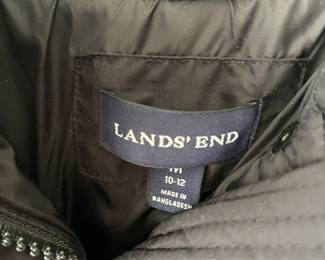 LANDS' END
M
10-12
MADE IN
BANGLADESH